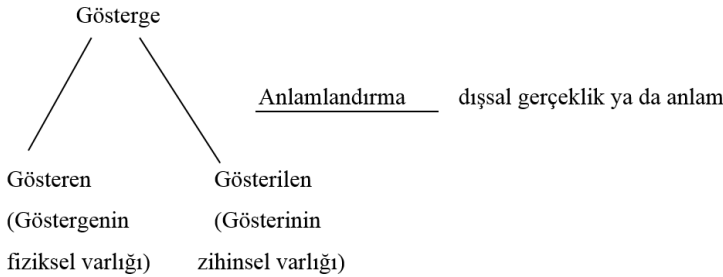 Gösterge
Anlamlandırma dışsal gerçeklik ya da anlam
Gösteren Gösterilen
(Göstergenin (Gösterinin
fiziksel varlığı) zihinsel varlığı)